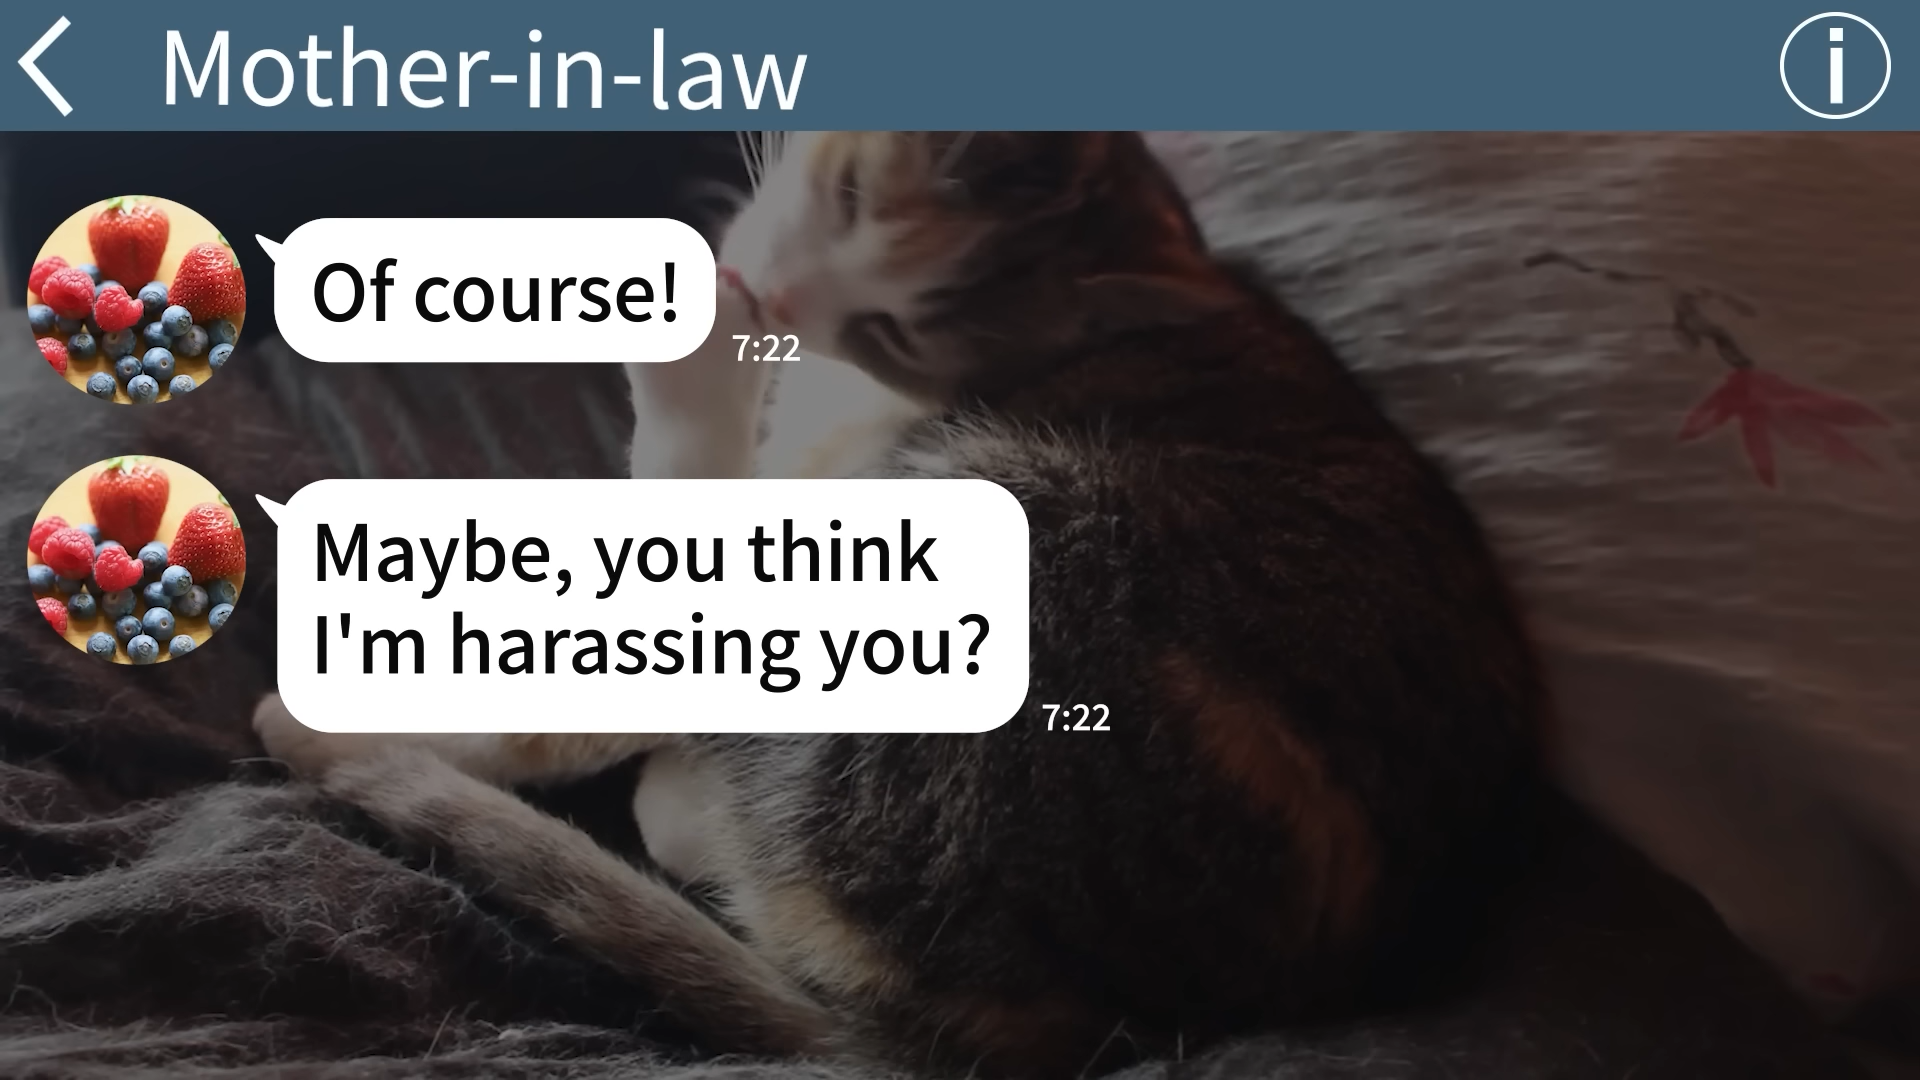 Mother-in-law
Of course!
7:22
Maybe, you think
I'm harassing you?
7:22